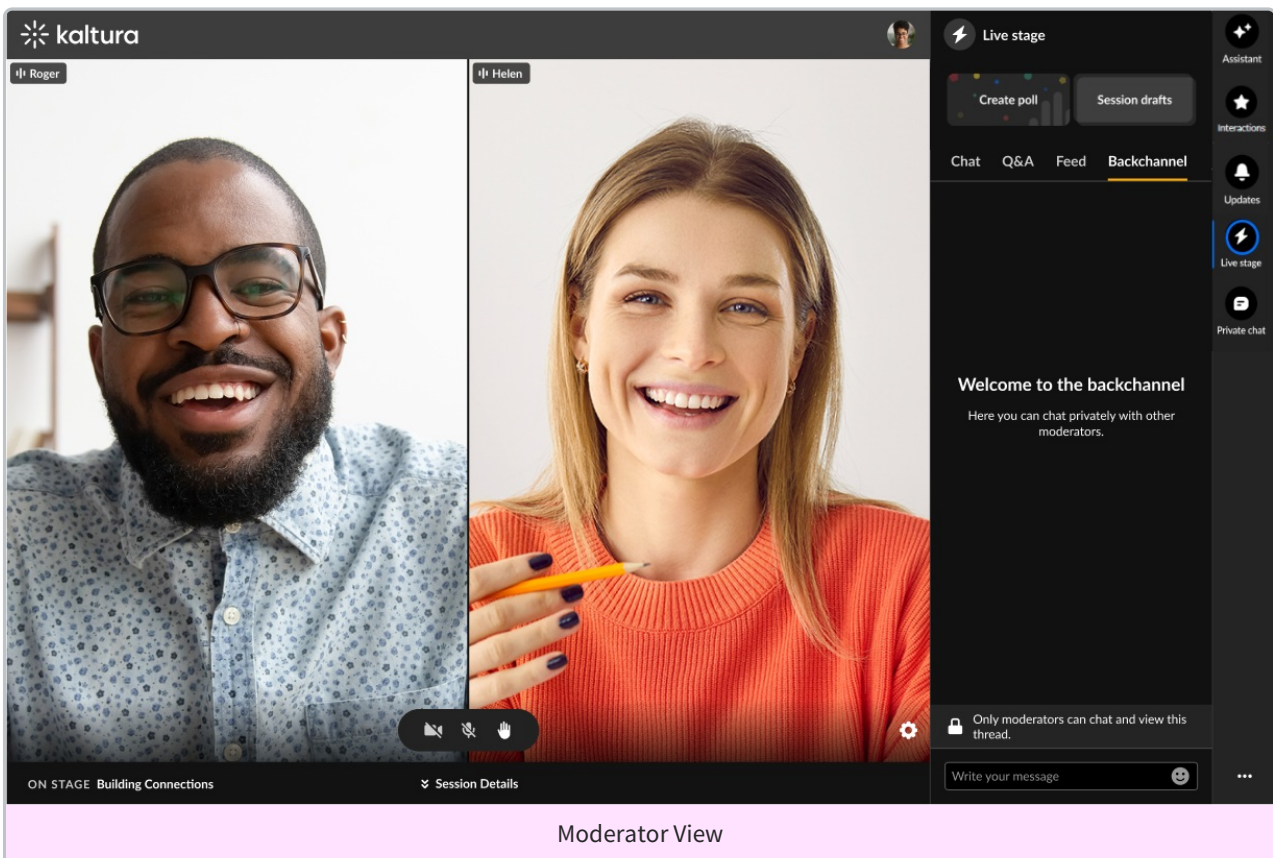 kaltura
Roger
Helen
Live stage
Create poll
Session drafts
Chat Q&A Feed Backchannel
Welcome to the backchannel
Here you can chat privately with other
moderators.
Only moderators can chat and view this
thread.
Write your message
Assistant
Interactions
Updates
Live stage
Private chat
ON STAGE Building Connections
Session Details
Moderator View